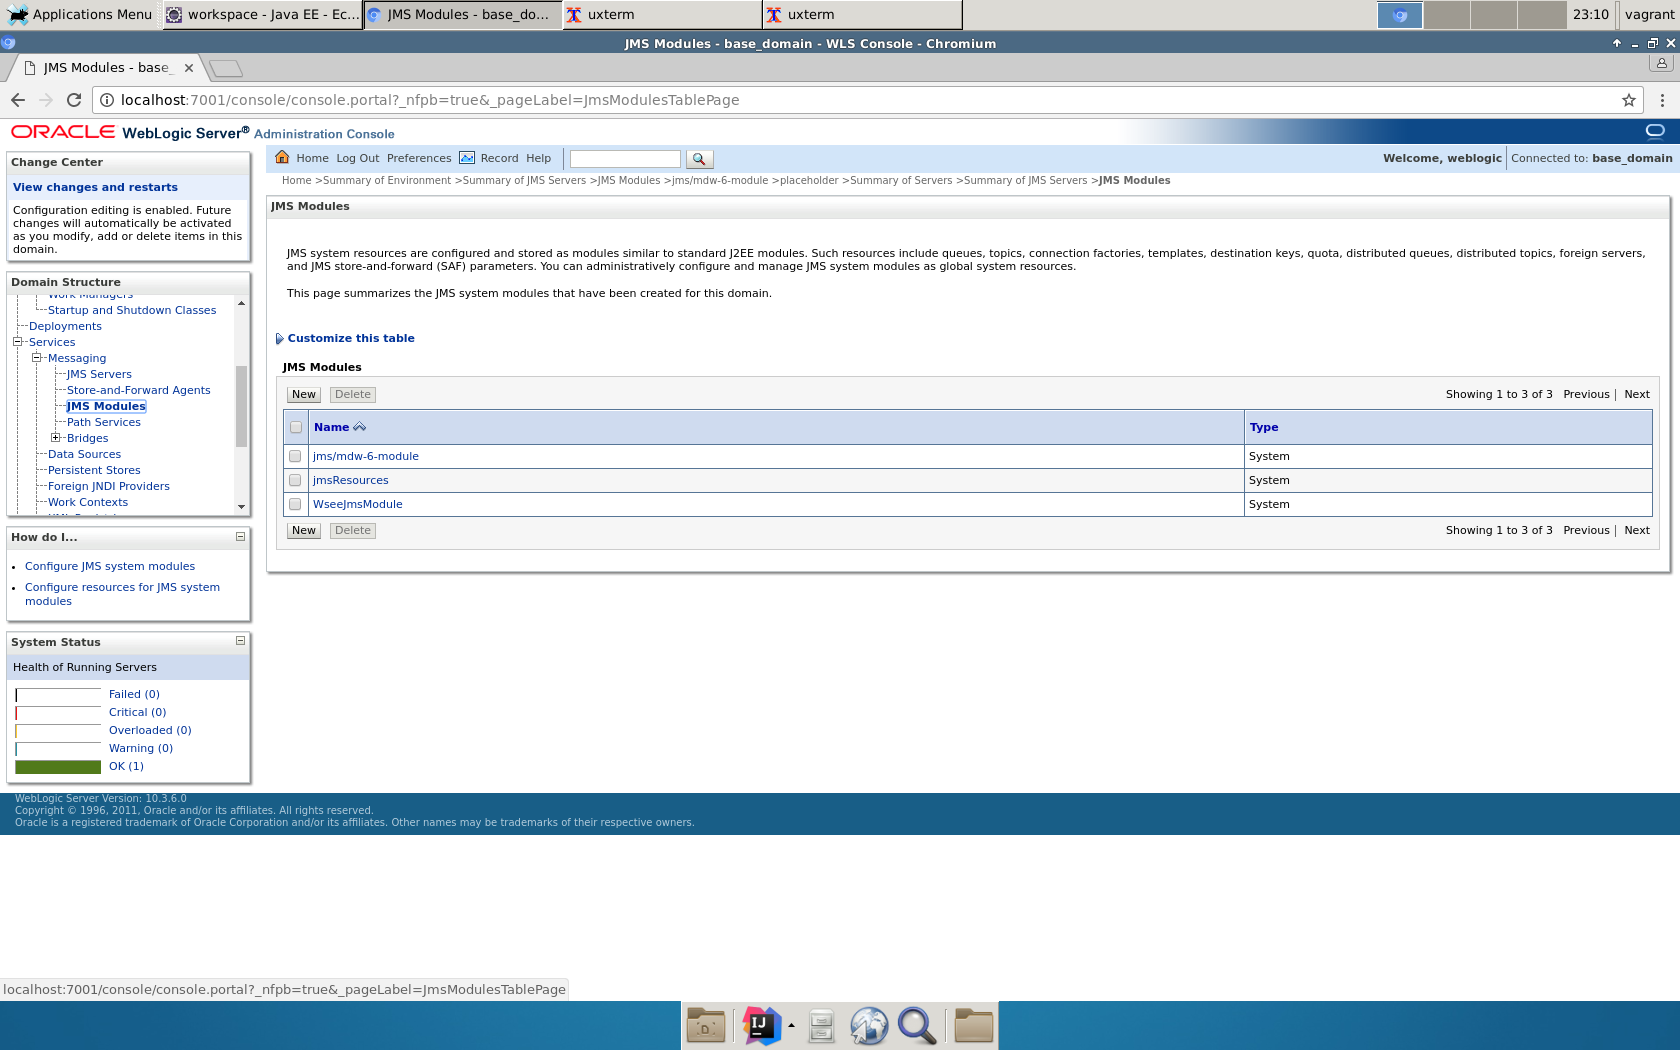 Applications Menu
workspace - Java EE - Ec...
JMS Modules - base_do...
uxterm
uxterm
23:10
vagrant
JMS Modules - base_domain - WLS Console - Chromium
JMS Modules - base_
localhost:7001/console/console.portal?_nfpb=true&_pageLabel=JmsModulesTablePage
ORACLE WebLogic Server® Administration Console
Change Center
View changes and restarts
Configuration editing is enabled. Future
changes will automatically be activated
as you modify, add or delete items in this
domain.
Domain Structure
Work Managers
Startup and Shutdown Classes
Deployments
Services
Messaging
JMS Servers
Store-and-Forward Agents
JMS Modules
Path Services
Bridges
Data Sources
Persistent Stores
Foreign JNDI Providers
Work Contexts
How do I...
Configure JMS system modules
Configure resources for JMS system
modules
System Status
Health of Running Servers
Failed (0)
Critical (0)
Overloaded (0)
Warning (0)
OK (1)
Home Log Out Preferences Record Help
Welcome, weblogic
Connected to: base_domain
Home >Summary of Environment >Summary of JMS Servers >JMS Modules >jms/mdw-6-module >placeholder >Summary of Servers >Summary of JMS Servers >JMS Modules
JMS Modules
JMS system resources are configured and stored as modules similar to standard J2EE modules. Such resources include queues, topics, connection factories, templates, destination keys, quota, distributed queues, distributed topics, foreign servers,
and JMS store-and-forward (SAF) parameters. You can administratively configure and manage JMS system modules as global system resources.
This page summarizes the JMS system modules that have been created for this domain.
Customize this table
JMS Modules
New Delete
Showing 1 to 3 of 3 Previous | Next
Name Type
jms/mdw-6-module System
jmsResources System
WseeJmsModule System
New Delete
Showing 1 to 3 of 3 Previous | Next
WebLogic Server Version: 10.3.6.0
Copyright © 1996, 2011, Oracle and/or its affiliates. All rights reserved.
Oracle is a registered trademark of Oracle Corporation and/or its affiliates. Other names may be trademarks of their respective owners.
localhost:7001/console/console.portal?_nfpb=true&_pageLabel=JmsModulesTablePage
D
IJ